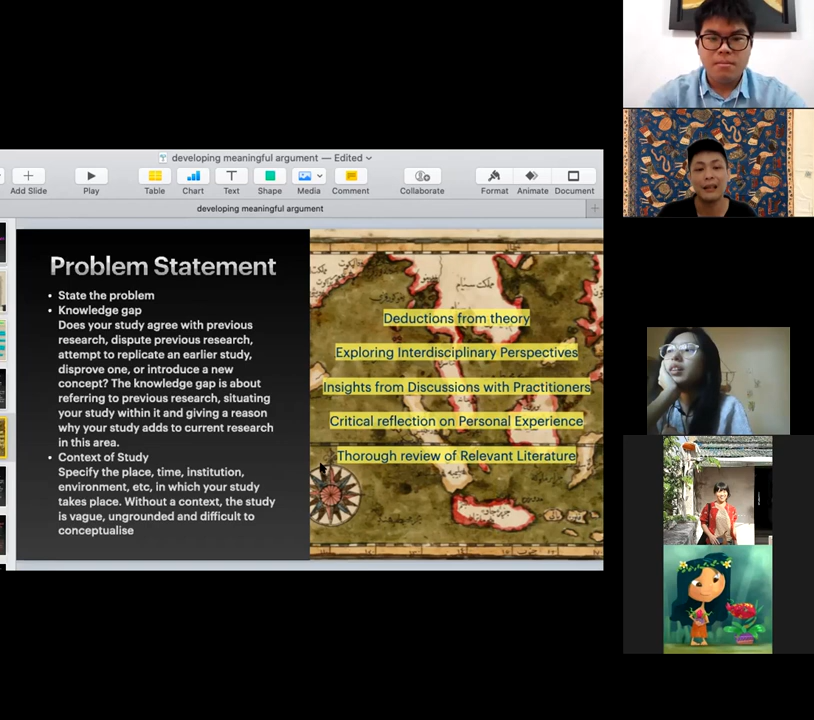 developing meaningful argument — Edited
Add Slide
Play
Table
Chart
Text
Shape
Media
Comment
Collaborate
Format
Animate
Document
developing meaningful argument
Problem Statement
• State the problem
• Knowledge gap
Does your study agree with previous
research, dispute previous research,
attempt to replicate an earlier study,
disprove one, or introduce a new
concept? The knowledge gap is about
referring to previous research, situating
your study within it and giving a reason
why your study adds to current research
in this area.
• Context of Study
Specify the place, time, institution,
environment, etc, in which your study
takes place. Without a context, the study
is vague, ungrounded and difficult to
conceptualise
Deductions from theory
Exploring Interdisciplinary Perspectives
Insights from Discussions with Practitioners
Critical reflection on Personal Experience
Thorough review of Relevant Literature